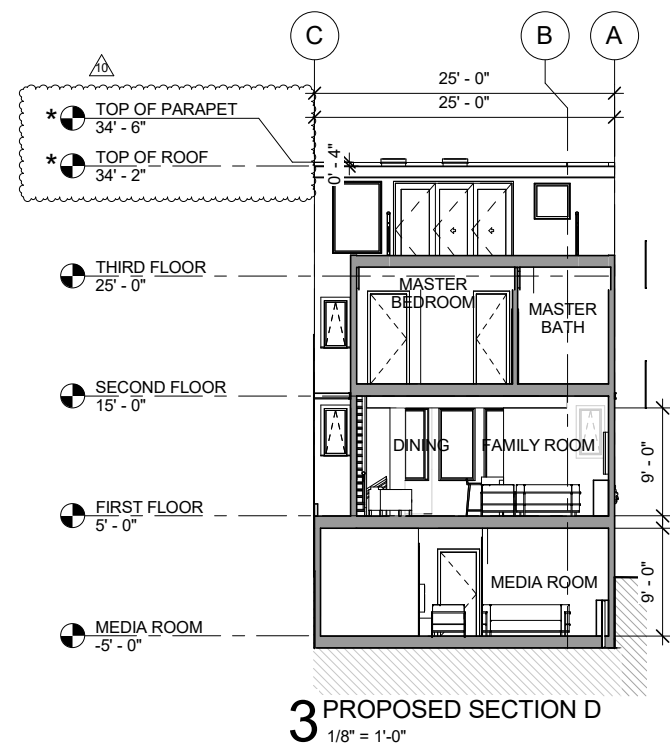 C
B
A
10
25' - 0"
25' - 0"
* TOP OF PARAPET
34' - 6"
* TOP OF ROOF
34' - 2"
0' - 4"
THIRD FLOOR
25' - 0"
MASTER
BEDROOM
MASTER
BATH
SECOND FLOOR
15' - 0"
DINING
FAMILY ROOM
9' - 0"
FIRST FLOOR
5' - 0"
MEDIA ROOM
9' - 0"
MEDIA ROOM
-5' - 0"
3 PROPOSED SECTION D
1/8" = 1'-0"